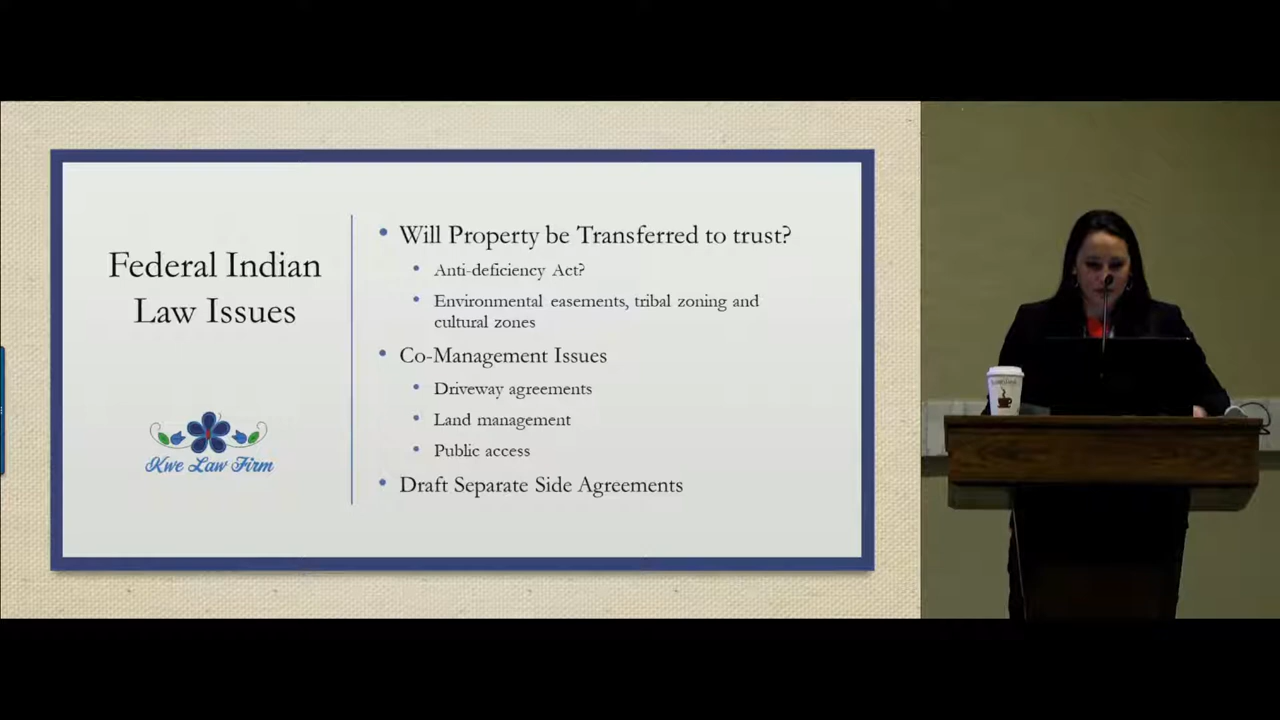 Federal Indian
Law Issues
Kwe Law Firm
Will Property be Transferred to trust?
Anti-deficiency Act?
Environmental easements, tribal zoning and
cultural zones
Co-Management Issues
Driveway agreements
Land management
Public access
Draft Separate Side Agreements